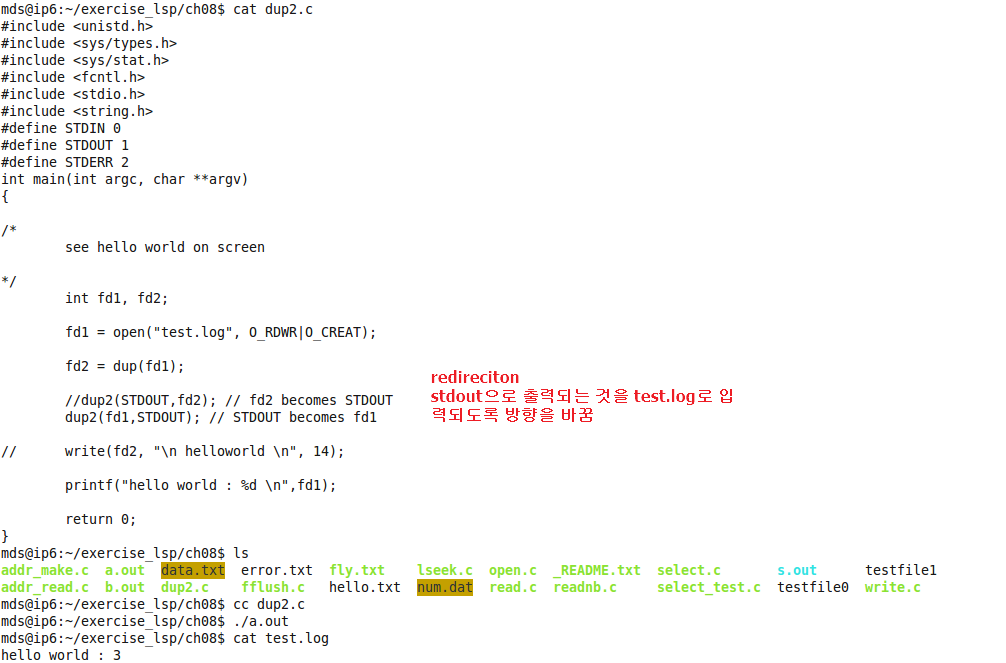 mds@ip6:~/exercise_lsp/ch08$ cat dup2.c
#include <unistd.h>
#include <sys/types.h>
#include <sys/stat.h>
#include <fcntl.h>
#include <stdio.h>
#include <string.h>
#define STDIN 0
#define STDOUT 1
#define STDERR 2
int main(int argc, char **argv)
{
/*
see hello world on screen
*/
int fd1, fd2;
fd1 = open("test.log", O_RDWR|O_CREAT);
fd2 = dup(fd1);
//dup2(STDOUT,fd2); // fd2 becomes STDOUT
dup2(fd1,STDOUT); // STDOUT becomes fd1
redireciton
stdout으로 출력되는 것을 test.log로 입
력되도록 방향을 바꿈
// write(fd2, "\n helloworld \n", 14);
printf("hello world : %d \n",fd1);
return 0;
}
mds@ip6:~/exercise_lsp/ch08$ ls
addr_make.c a.out data.txt error.txt fly.txt lseek.c open.c _README.txt select.c s.out testfile1
addr_read.c b.out dup2.c fflush.c hello.txt num.dat read.c readnb.c select_test.c testfile0 write.c
mds@ip6:~/exercise_lsp/ch08$ cc dup2.c
mds@ip6:~/exercise_lsp/ch08$ ./a.out
mds@ip6:~/exercise_lsp/ch08$ cat test.log
hello world : 3